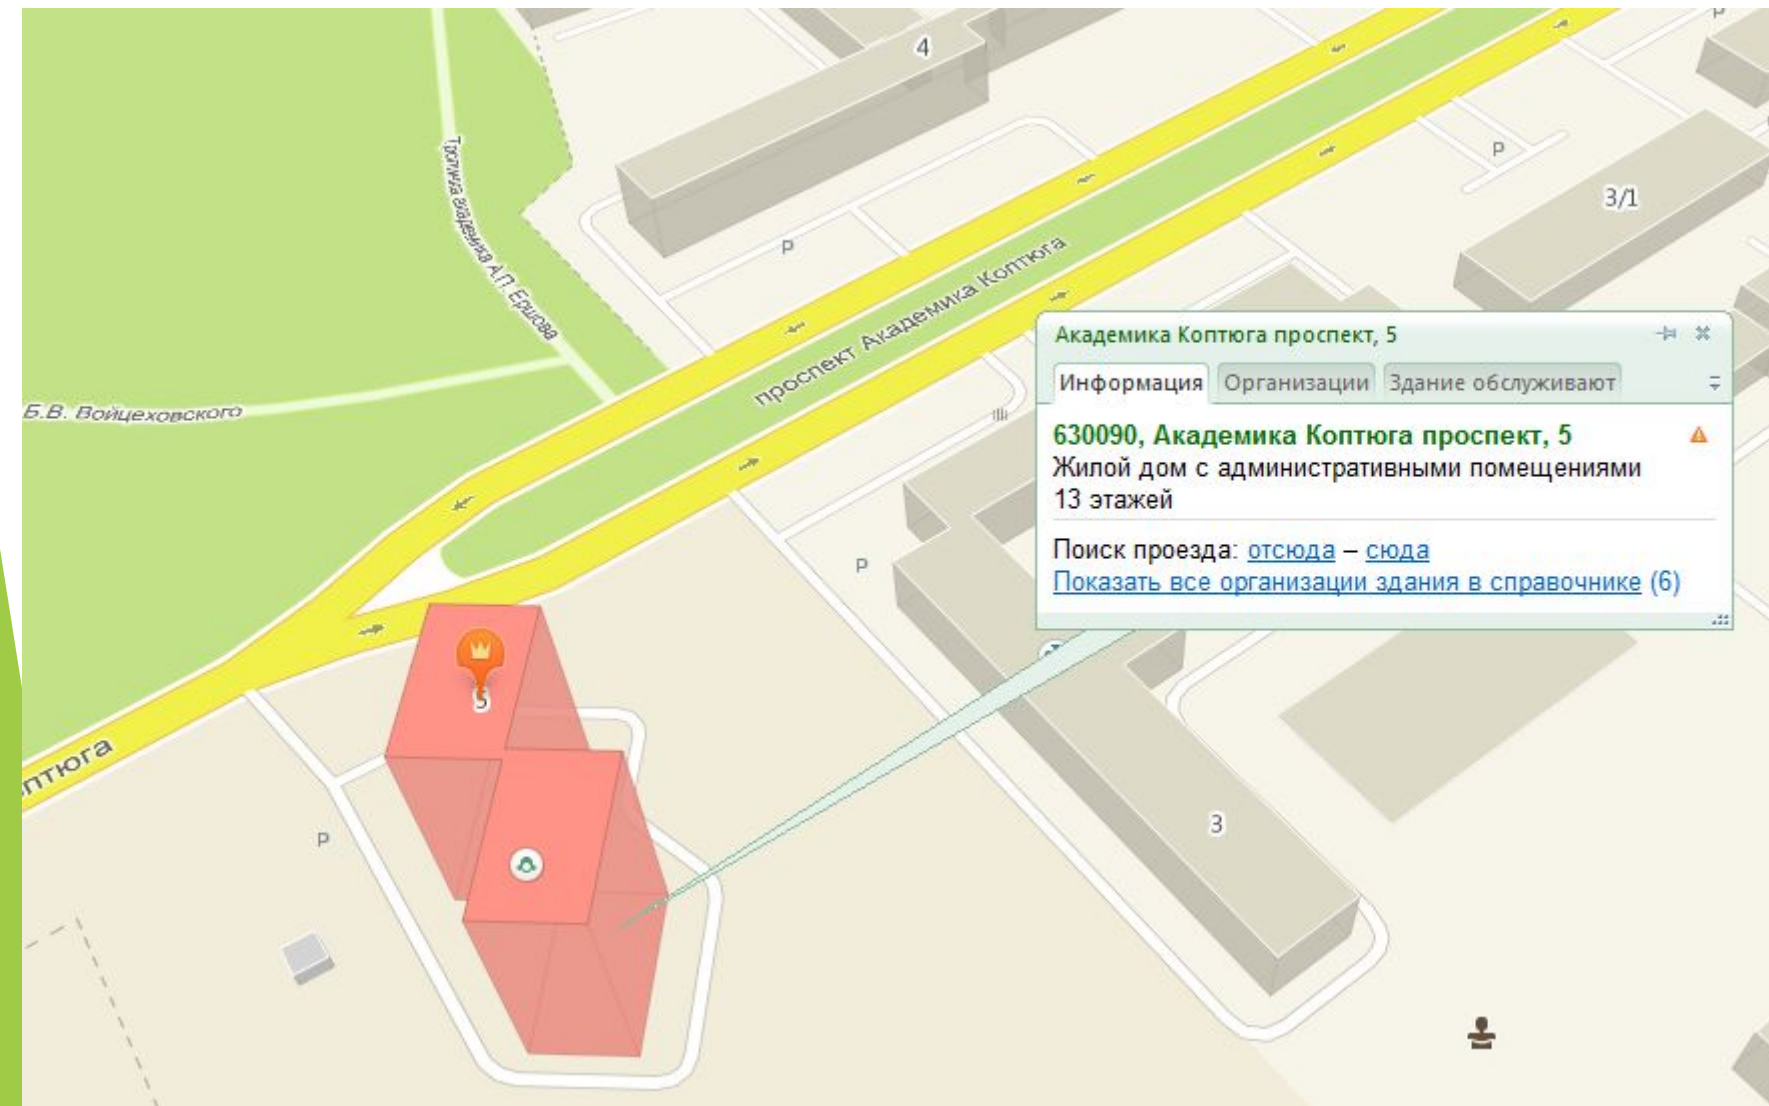 4
P
Тропинка академика А.П. Ершова
P
3/1
P
проспект Академика Коптюга
Академика Коптюга проспект, 5
Информация
Организации
Здание обслуживают
Б.В. Войцеховского
630090, Академика Коптюга проспект, 5
Жилой дом с административными помещениями
13 этажей
Поиск проезда: отсюда – сюда
Показать все организации здания в справочнике (6)
P
5
P
3